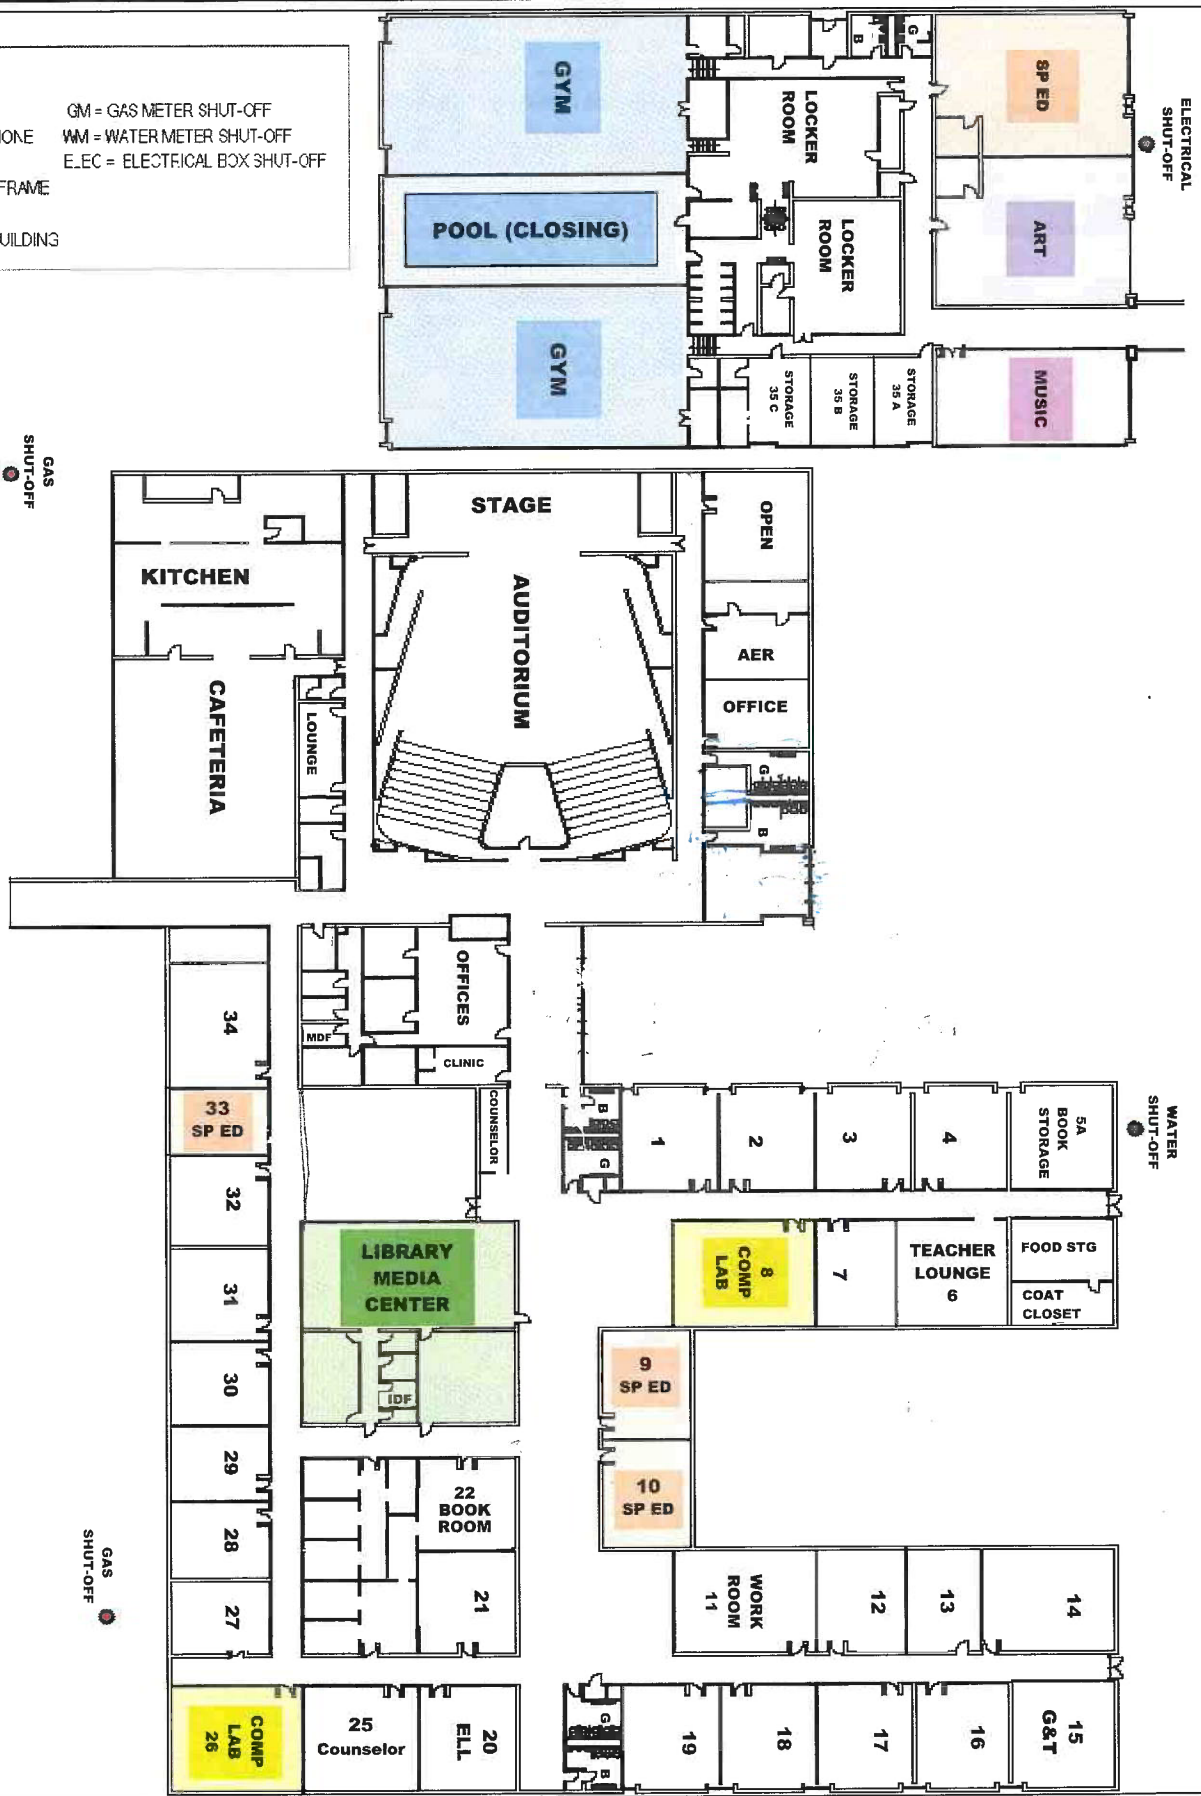 GM = GAS METER SHUT-OFF
WM = WATER METER SHUT-OFF
ELEC = ELECTRICAL BOX SHUT-OFF
FRAME
GYM
POOL (CLOSING)
GYM
LOCKER
ROOM
LOCKER
ROOM
B
G
SP ED
ART
MUSIC
ELECTRICAL
SHUT-OFF
STORAGE
35 C
STORAGE
35 B
STORAGE
35 A
GAS
SHUT-OFF
STAGE
AUDITORIUM
KITCHEN
CAFETERIA
LOUNGE
OPEN
AER
OFFICE
G
B
OFFICES
MDF
CLINIC
COUNSELOR
34
33
SP ED
32
31
30
29
28
27
LIBRARY
MEDIA
CENTER
IDF
22
BOOK
ROOM
21
B
G
1
2
3
4
5A
BOOK
STORAGE
WATER
SHUT-OFF
8
COMP
LAB
7
TEACHER
LOUNGE
6
FOOD STG
COAT
CLOSET
9
SP ED
10
SP ED
WORK
ROOM
11
12
13
14
GAS
SHUT-OFF
COMP
LAB
26
25
Counselor
20
ELL
G
B
19
18
17
16
15
G&T